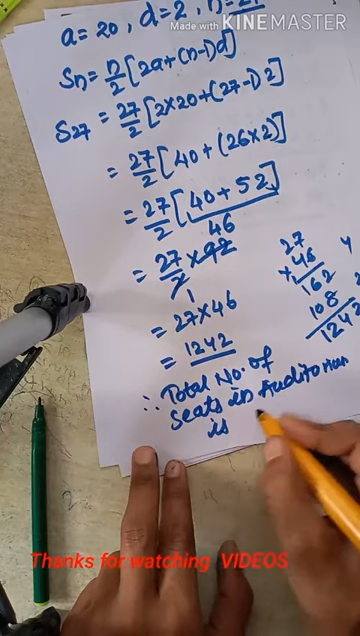 Made with KINEMASTER
a = 20, d = 2, n = 27
Sn = n/2 [2a + (n-1)d]
S27 = 27/2 [2×20 + (27-1)2]
= 27/2 [40 + (26×2)]
= 27/2 [40 + 52]
46
= 27/2 × 92
1
= 27×46
= 1242
27
×46
162
108
1242
∴ Total No. of
seats in Auditorium
is
Thanks for watching VIDEOS